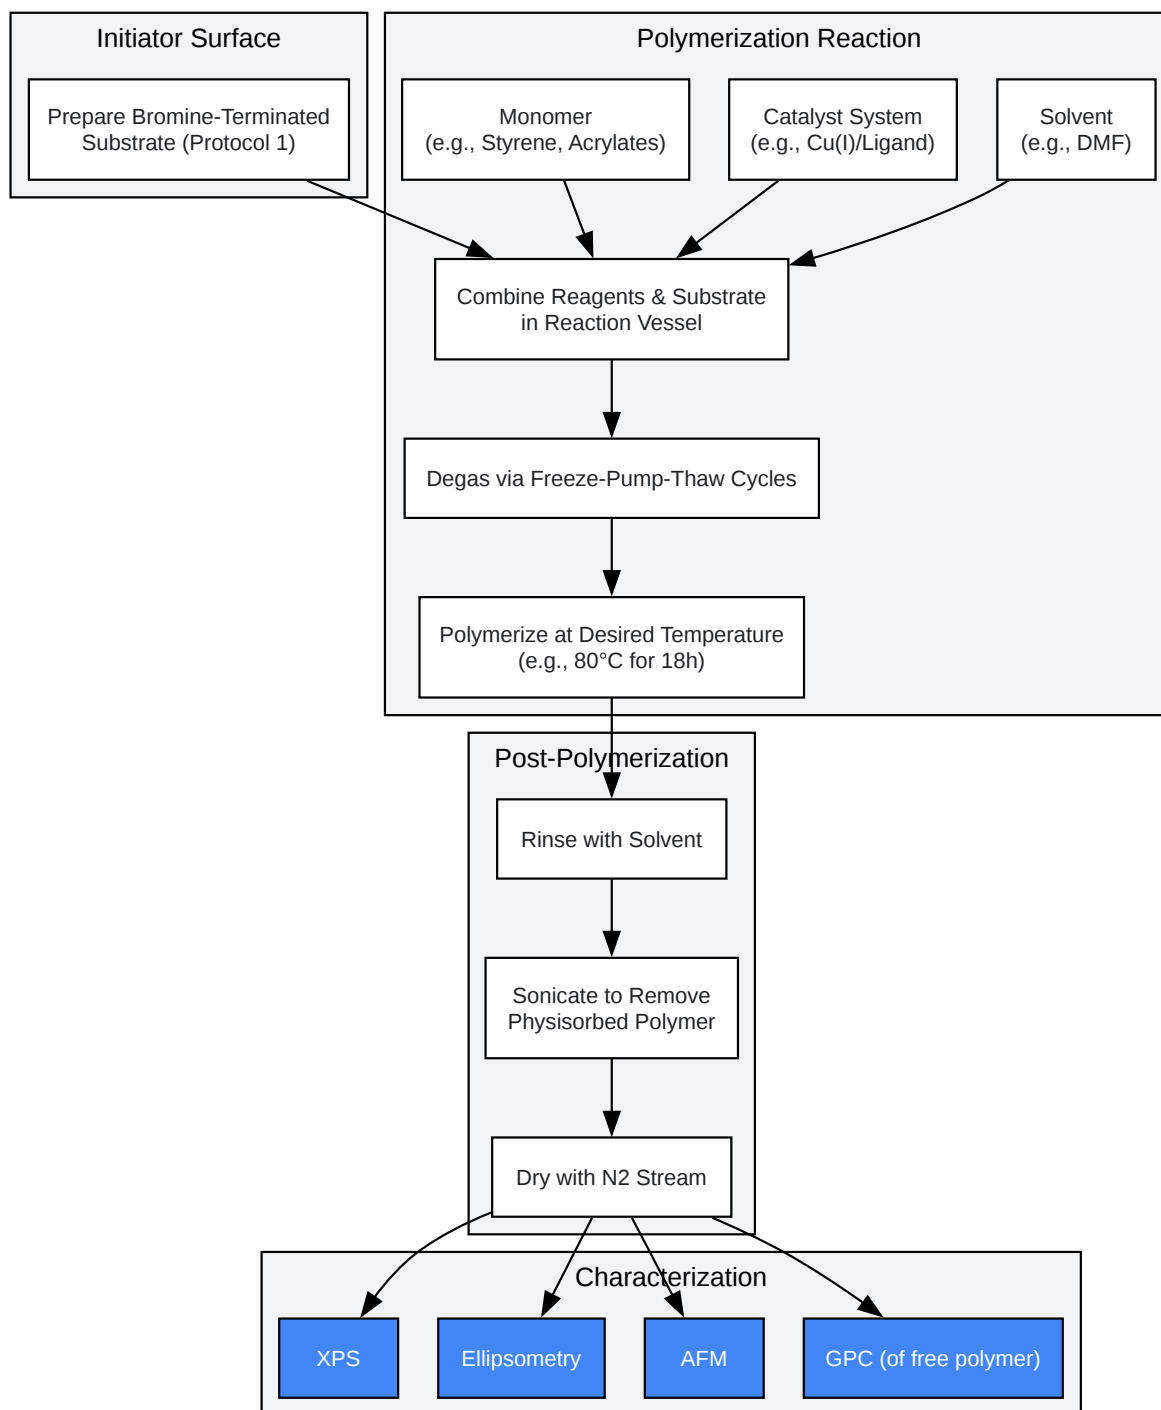 Initiator Surface
Prepare Bromine-Terminated
Substrate (Protocol 1)
Polymerization Reaction
Monomer
(e.g., Styrene, Acrylates)
Catalyst System
(e.g., Cu(I)/Ligand)
Solvent
(e.g., DMF)
Combine Reagents & Substrate
in Reaction Vessel
Degas via Freeze-Pump-Thaw Cycles
Polymerize at Desired Temperature
(e.g., 80°C for 18h)
Post-Polymerization
Rinse with Solvent
Sonicate to Remove
Physisorbed Polymer
Dry with N2 Stream
Characterization
XPS
Ellipsometry
AFM
GPC (of free polymer)